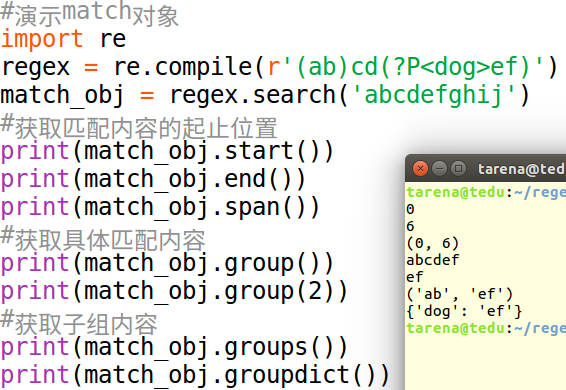 #演示match对象
import re
regex = re.compile(r'(ab)cd(?P<dog>ef)')
match_obj = regex.search('abcdefghij')
#获取匹配内容的起止位置
print(match_obj.start())
print(match_obj.end())
print(match_obj.span())
#获取具体匹配内容
print(match_obj.group())
print(match_obj.group(2))
#获取子组内容
print(match_obj.groups())
print(match_obj.groupdict())
tarena@ted
tarena@tedu:~/rege
0
6
(0, 6)
abcdef
ef
('ab', 'ef')
{'dog': 'ef'}
tarena@tedu:~/rege